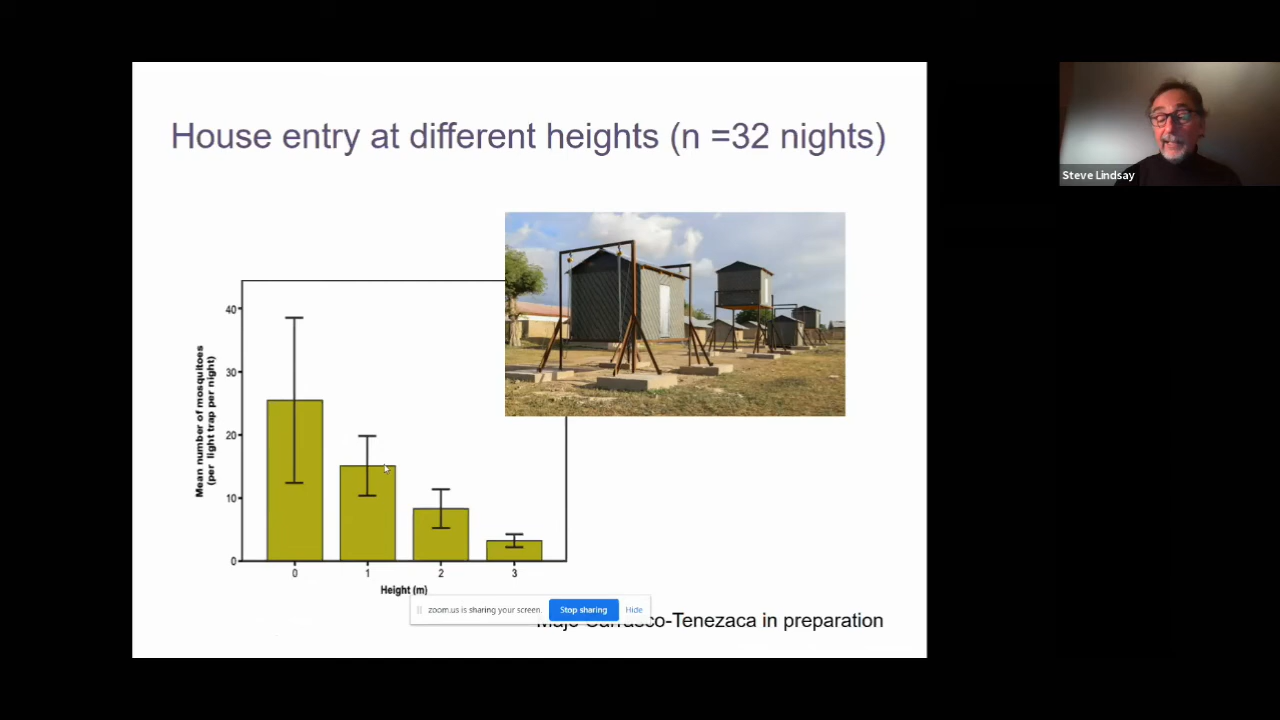 House entry at different heights (n =32 nights)
Steve Lindsay
Mean number of mosquitoes
(per light trap per night)
40
30
20
10
0
0 1 2 3
Height (m)
zoom.us is sharing your screen. Stop sharing Hide
Carrasco-Tenezaca in preparation